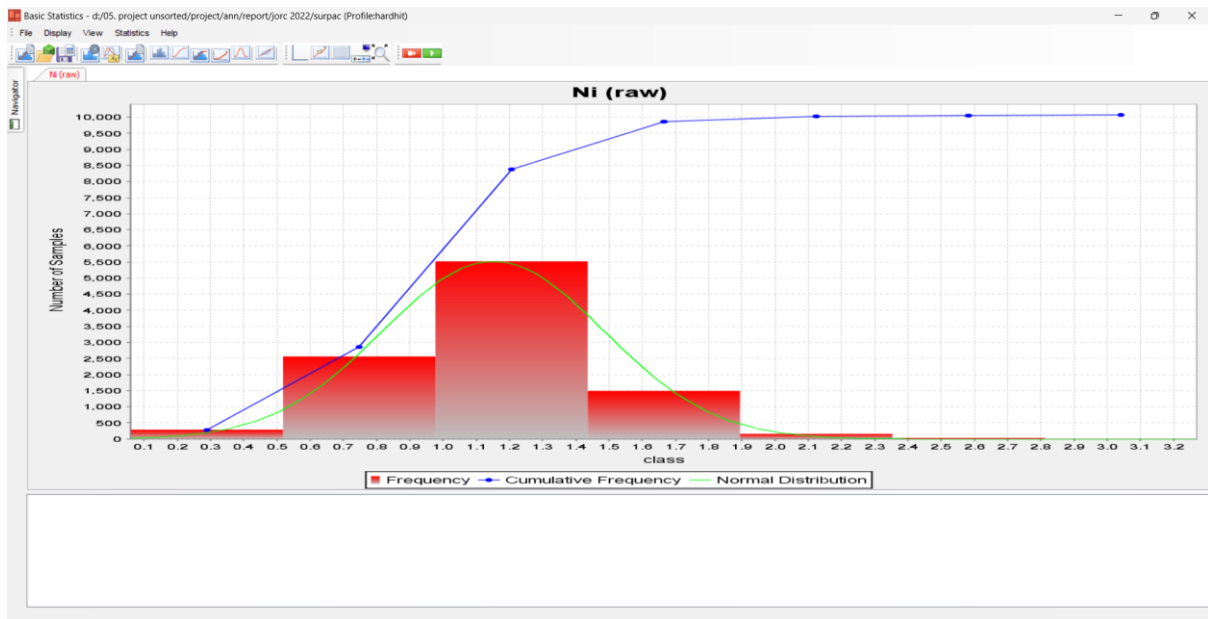 Basic Statistics - d:/05. project unsorted/project/ann/report/jorc 2022/surpac (Profile:hardhit)
File Display View Statistics Help
Ni (raw)
Navigator
Ni (raw)
Number of Samples
10,000
9,500
9,000
8,500
8,000
7,500
7,000
6,500
6,000
5,500
5,000
4,500
4,000
3,500
3,000
2,500
2,000
1,500
1,000
500
0
0.1 0.2 0.3 0.4 0.5 0.6 0.7 0.8 0.9 1.0 1.1 1.2 1.3 1.4 1.5 1.6 1.7 1.8 1.9 2.0 2.1 2.2 2.3 2.4 2.5 2.6 2.7 2.8 2.9 3.0 3.1 3.2
class
Frequency Cumulative Frequency Normal Distribution